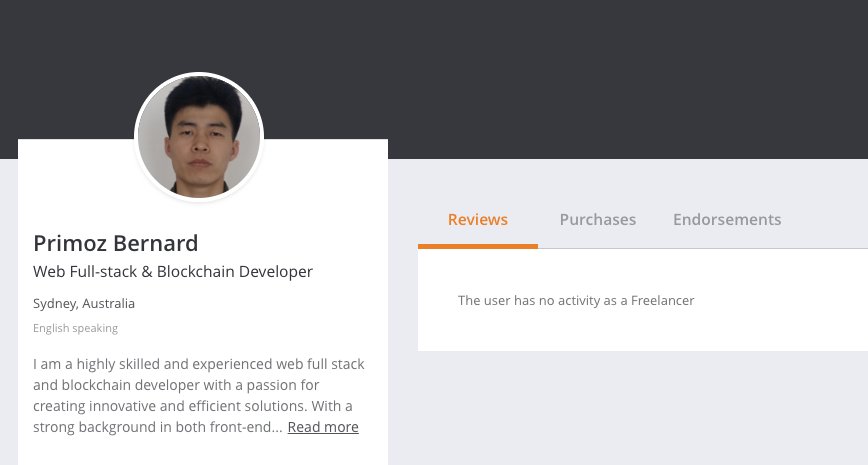 Reviews
Purchases
Endorsements
Primoz Bernard
Web Full-stack & Blockchain Developer
Sydney, Australia
English speaking
I am a highly skilled and experienced web full stack
and blockchain developer with a passion for
creating innovative and efficient solutions. With a
strong background in both front-end... Read more
The user has no activity as a Freelancer